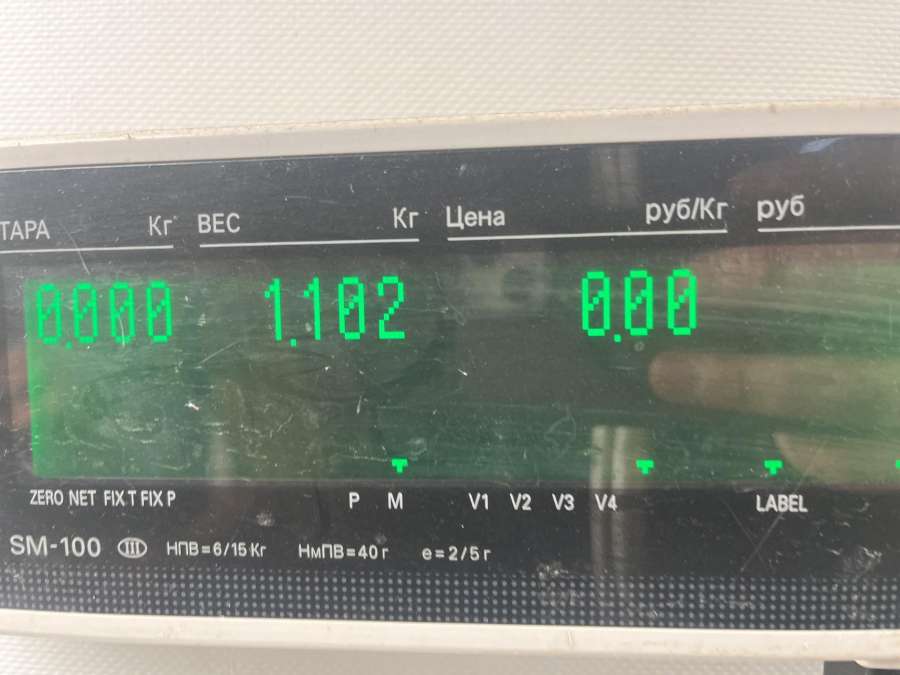 ТАРА Кг ВЕС Кг Цена руб/Кг руб
0.000 1.102 0.00
ZERO NET FIX T FIX P P M V1 V2 V3 V4 LABEL
SM-100 III НПВ=6/15 Кг НмПВ=40 г e=2/5 г